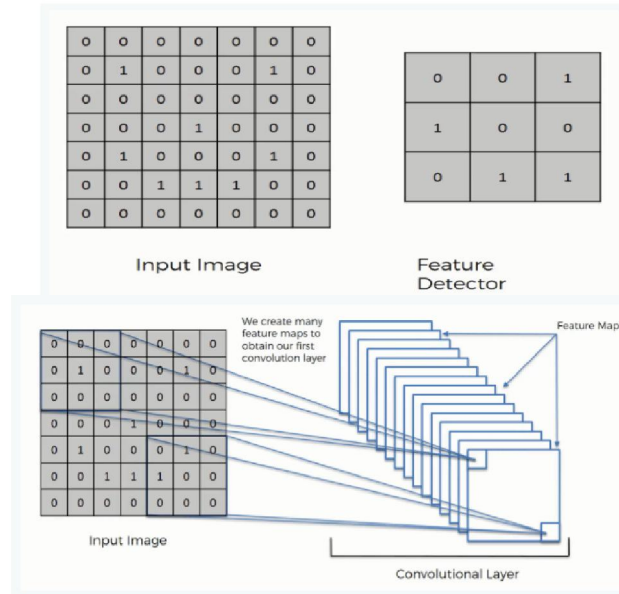 0 0 0 0 0 0 0
0 1 0 0 0 1 0
0 0 0 0 0 0 0
0 0 0 1 0 0 0
0 1 0 0 0 1 0
0 0 1 1 1 0 0
0 0 0 0 0 0 0
Input Image
0 0 1
1 0 0
0 1 1
Feature
Detector
0 0 0 0 0 0 0
0 1 0 0 0 1 0
0 0 0 0 0 0 0
0 0 0 1 0 0 0
0 1 0 0 0 1 0
0 0 1 1 1 0 0
0 0 0 0 0 0 0
Input Image
We create many
feature maps to
obtain our first
convolution layer
Feature Map
Convolutional Layer